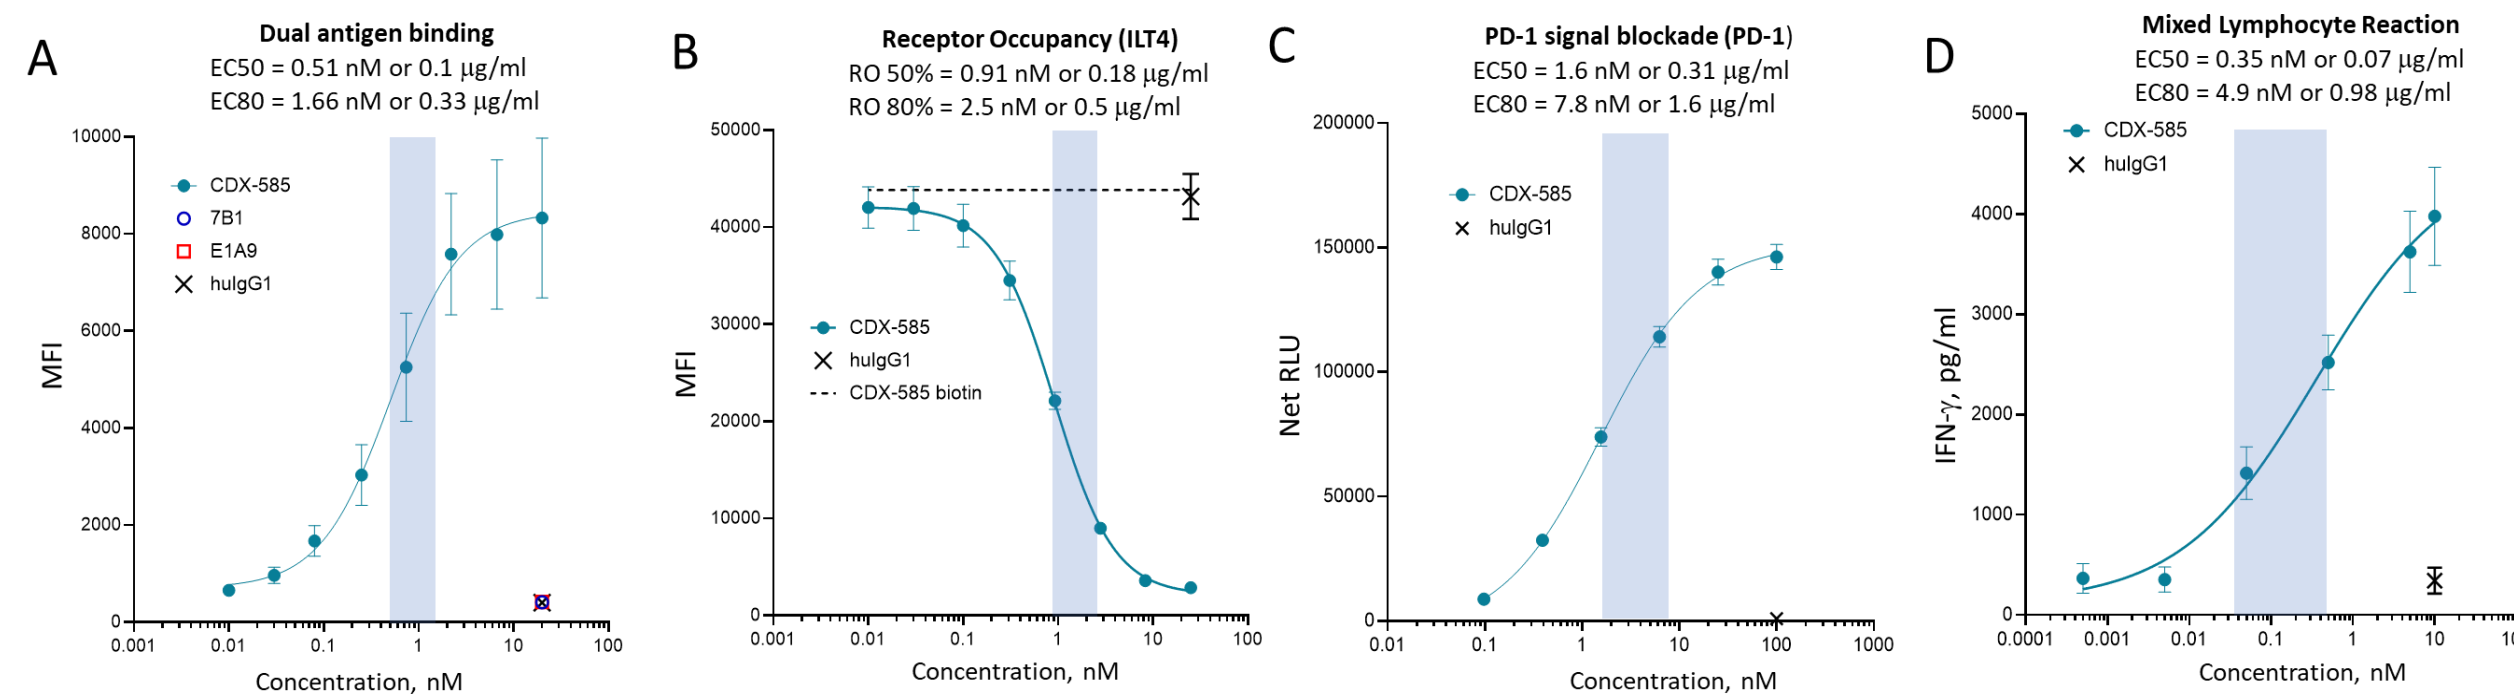 A
Dual antigen binding
EC50 = 0.51 nM or 0.1 μg/ml
EC80 = 1.66 nM or 0.33 μg/ml
10000
8000
6000
4000
2000
0
MFI
CDX-585
7B1
E1A9
huIgG1
0.001
0.01
0.1
1
10
100
Concentration, nM
B
Receptor Occupancy (ILT4)
RO 50% = 0.91 nM or 0.18 μg/ml
RO 80% = 2.5 nM or 0.5 μg/ml
50000
40000
30000
20000
10000
0
MFI
CDX-585
huIgG1
CDX-585 biotin
0.001
0.01
0.1
1
10
100
Concentration, nM
C
PD-1 signal blockade (PD-1)
EC50 = 1.6 nM or 0.31 μg/ml
EC80 = 7.8 nM or 1.6 μg/ml
200000
150000
100000
50000
0
Net RLU
CDX-585
huIgG1
0.01
0.1
1
10
100
1000
Concentration, nM
D
Mixed Lymphocyte Reaction
EC50 = 0.35 nM or 0.07 μg/ml
EC80 = 4.9 nM or 0.98 μg/ml
5000
4000
3000
2000
1000
0
IFN-γ, pg/ml
CDX-585
huIgG1
0.0001
0.001
0.01
0.1
1
10
Concentration, nM